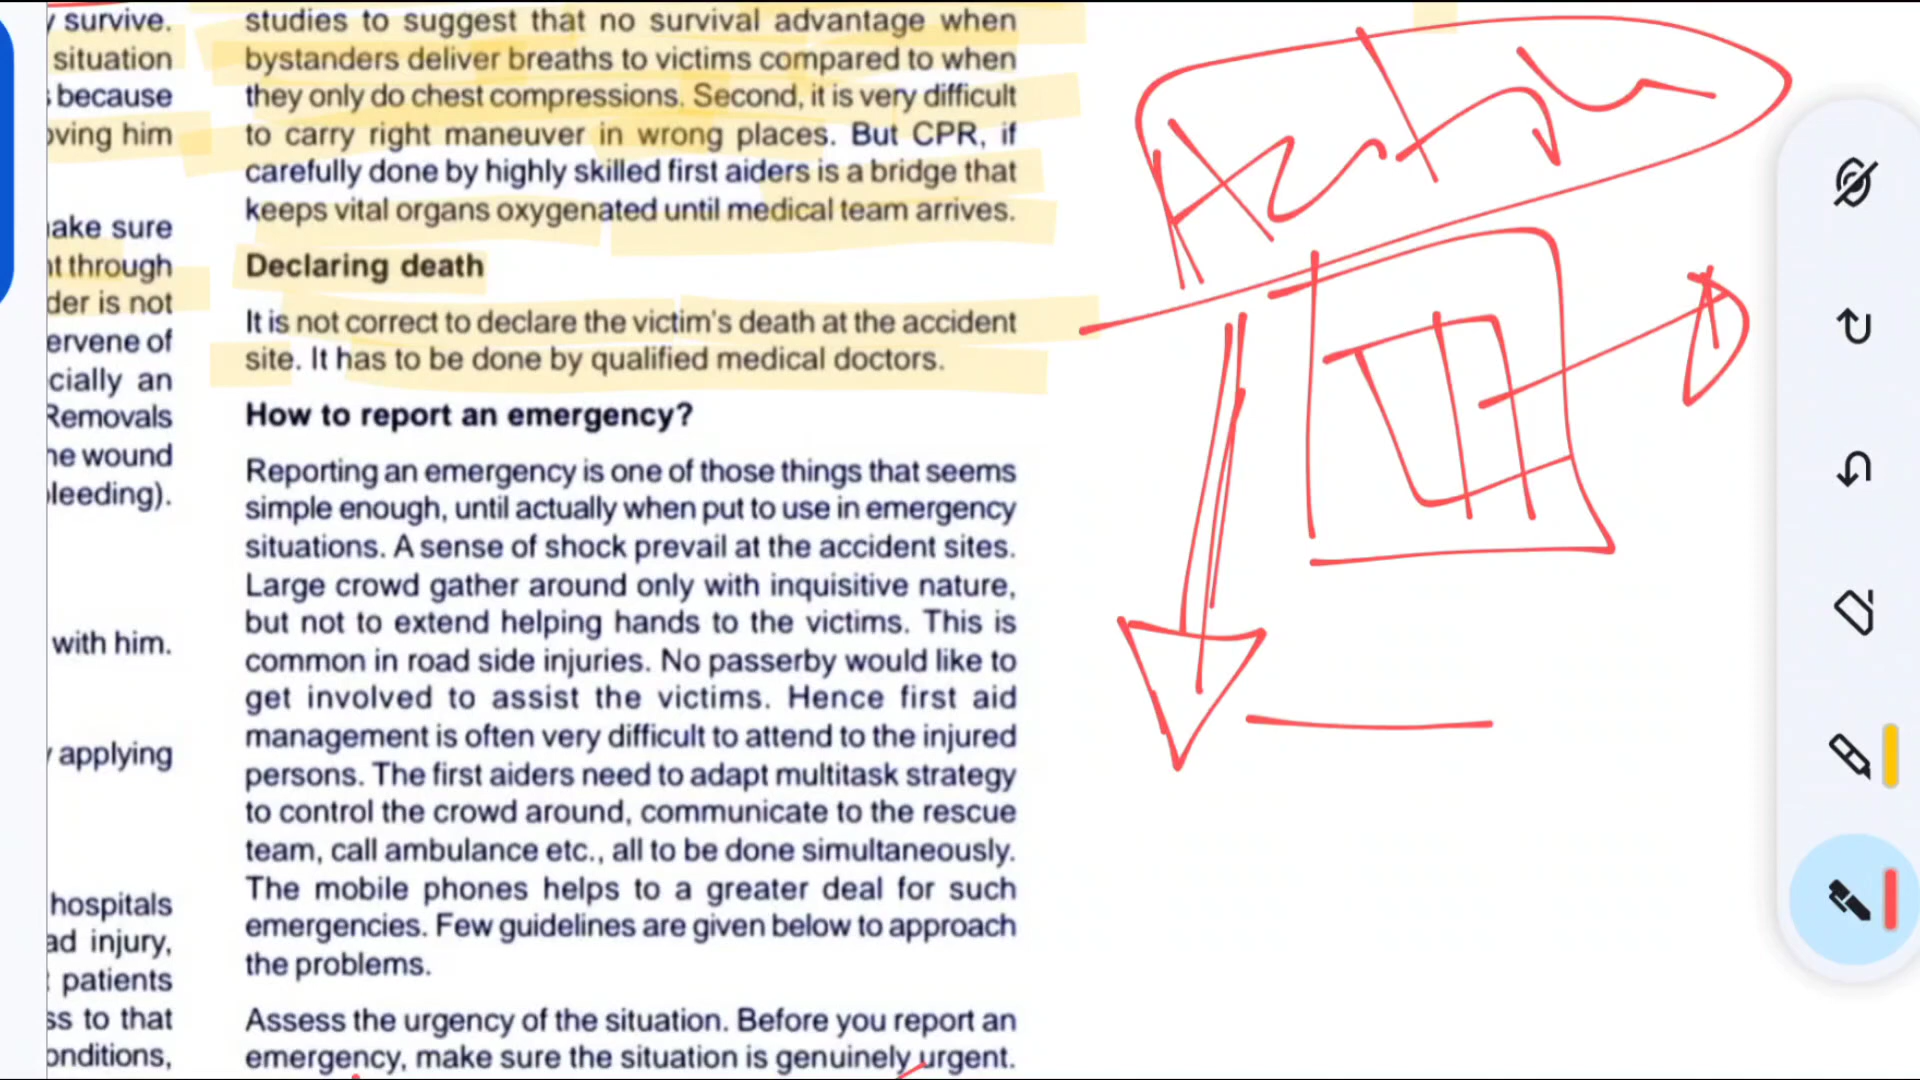 survive.
situation
because
oving him
ake sure
through
der is not
ervene of
cially an
Removals
ne wound
leeding).
with him.
applying
hospitals
ad injury,
patients
ss to that
onditions,
studies to suggest that no survival advantage when
bystanders deliver breaths to victims compared to when
they only do chest compressions. Second, it is very difficult
to carry right maneuver in wrong places. But CPR, if
carefully done by highly skilled first aiders is a bridge that
keeps vital organs oxygenated until medical team arrives.
Declaring death
It is not correct to declare the victim's death at the accident
site. It has to be done by qualified medical doctors.
How to report an emergency?
Reporting an emergency is one of those things that seems
simple enough, until actually when put to use in emergency
situations. A sense of shock prevail at the accident sites.
Large crowd gather around only with inquisitive nature,
but not to extend helping hands to the victims. This is
common in road side injuries. No passerby would like to
get involved to assist the victims. Hence first aid
management is often very difficult to attend to the injured
persons. The first aiders need to adapt multitask strategy
to control the crowd around, communicate to the rescue
team, call ambulance etc., all to be done simultaneously.
The mobile phones helps to a greater deal for such
emergencies. Few guidelines are given below to approach
the problems.
Assess the urgency of the situation. Before you report an
emergency, make sure the situation is genuinely urgent.